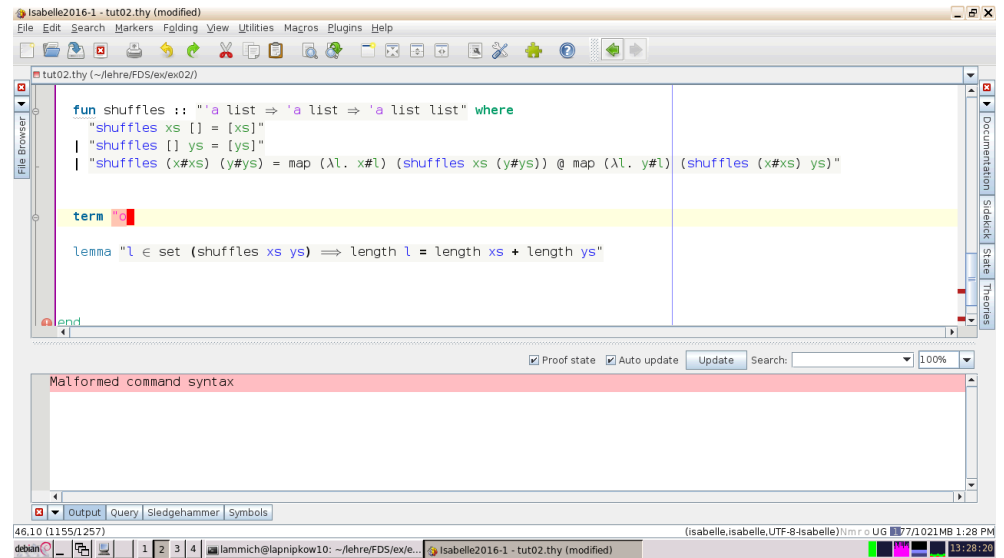 Isabelle2016-1 - tut02.thy (modified)
File Edit Search Markers Folding View Utilities Macros Plugins Help
tut02.thy (~/lehre/FDS/ex/ex02/)
fun shuffles :: "'a list ⇒ 'a list ⇒ 'a list list" where
"shuffles xs [] = [xs]"
| "shuffles [] ys = [ys]"
| "shuffles (x#xs) (y#ys) = map (λl. x#l) (shuffles xs (y#ys)) @ map (λl. y#l) (shuffles (x#xs) ys)"
term "o
lemma "l ∈ set (shuffles xs ys) ⟹ length l = length xs + length ys"
end
File Browser
Documentation
Sidekick
State
Theories
Proof state Auto update Update Search: 100%
Malformed command syntax
Output Query Sledgehammer Symbols
46,10 (1155/1257)
(isabelle,isabelle,UTF-8-Isabelle) N m r o UG 177/1021MB 1:28 PM
debian 1 2 3 4 lammich@lapnipkow10: ~/lehre/FDS/ex/e... Isabelle2016-1 - tut02.thy (modified) 13:28:20